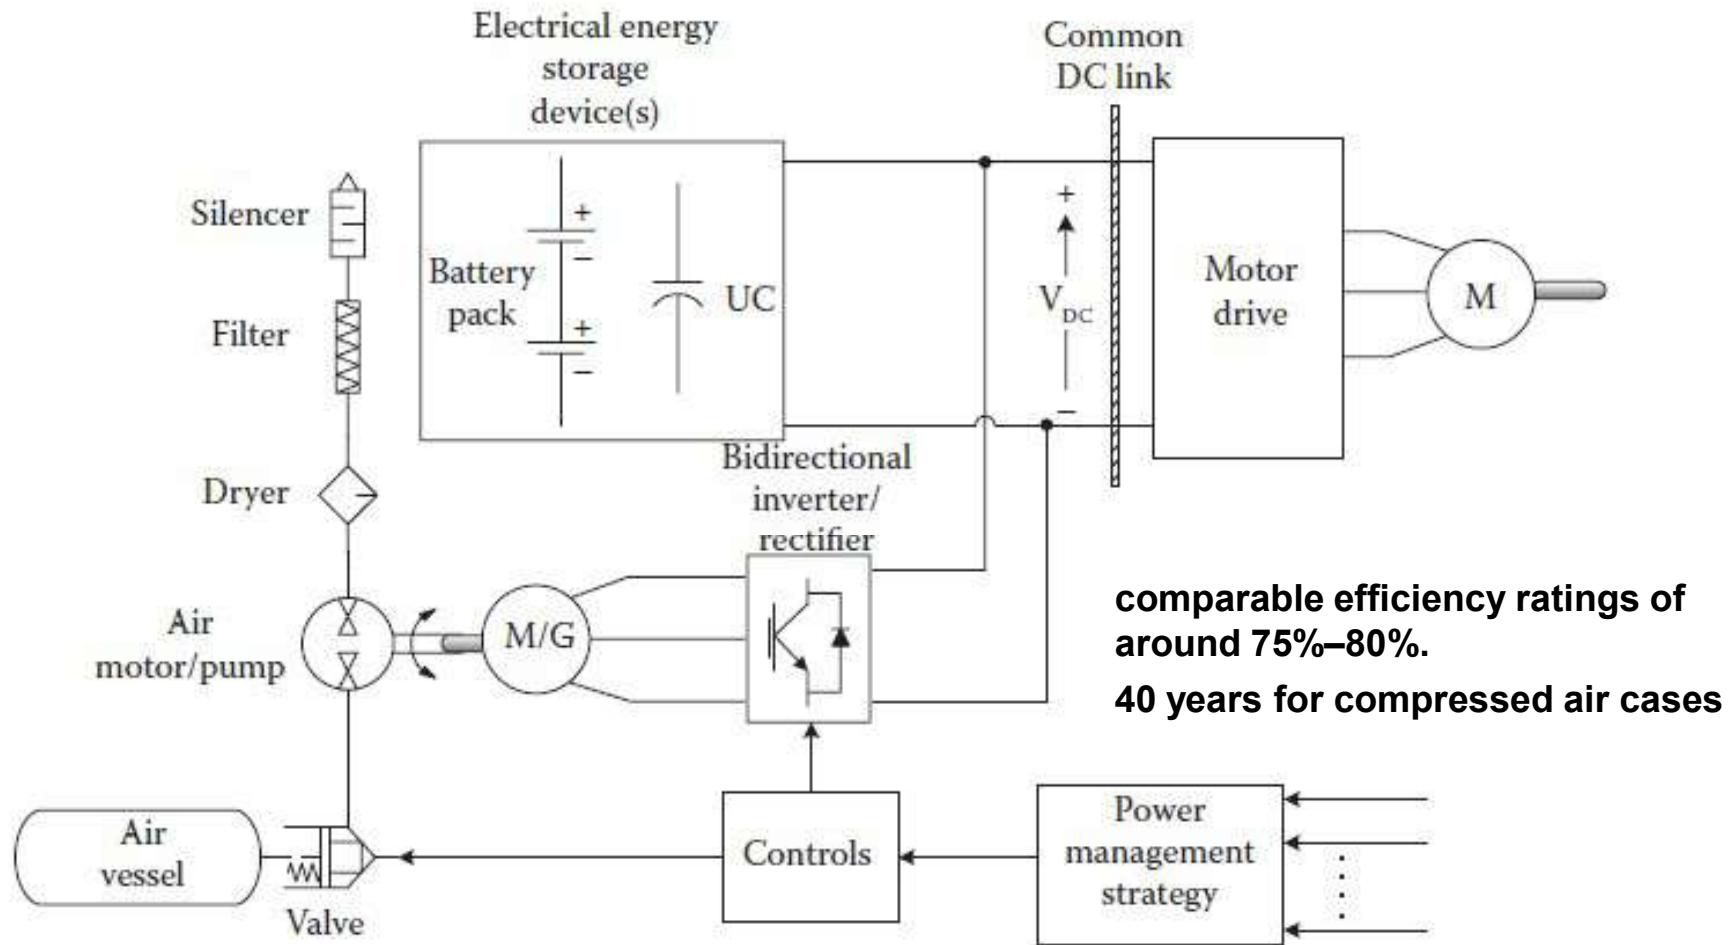 Electrical energy
storage
device(s)
Common
DC link
Silencer
Filter
Dryer
Air
motor/pump
Battery
pack
+
−
+
−
UC
+
V_DC
−
Motor
drive
M
Bidirectional
inverter/
rectifier
M/G
comparable efficiency ratings of
around 75%–80%.
40 years for compressed air cases
Air
vessel
Valve
Controls
Power
management
strategy